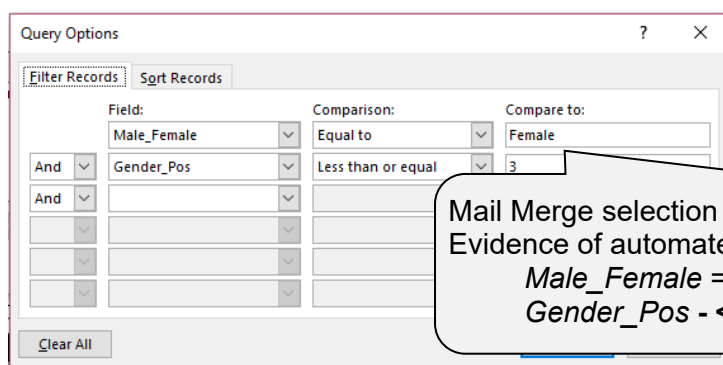 Query Options ? ×
Filter Records Sort Records
Field: Comparison: Compare to:
Male_Female Equal to Female
And Gender_Pos Less than or equal 3
And
Mail Merge selection
Evidence of
Male_Female =
Gender_Pos - <
Clear All